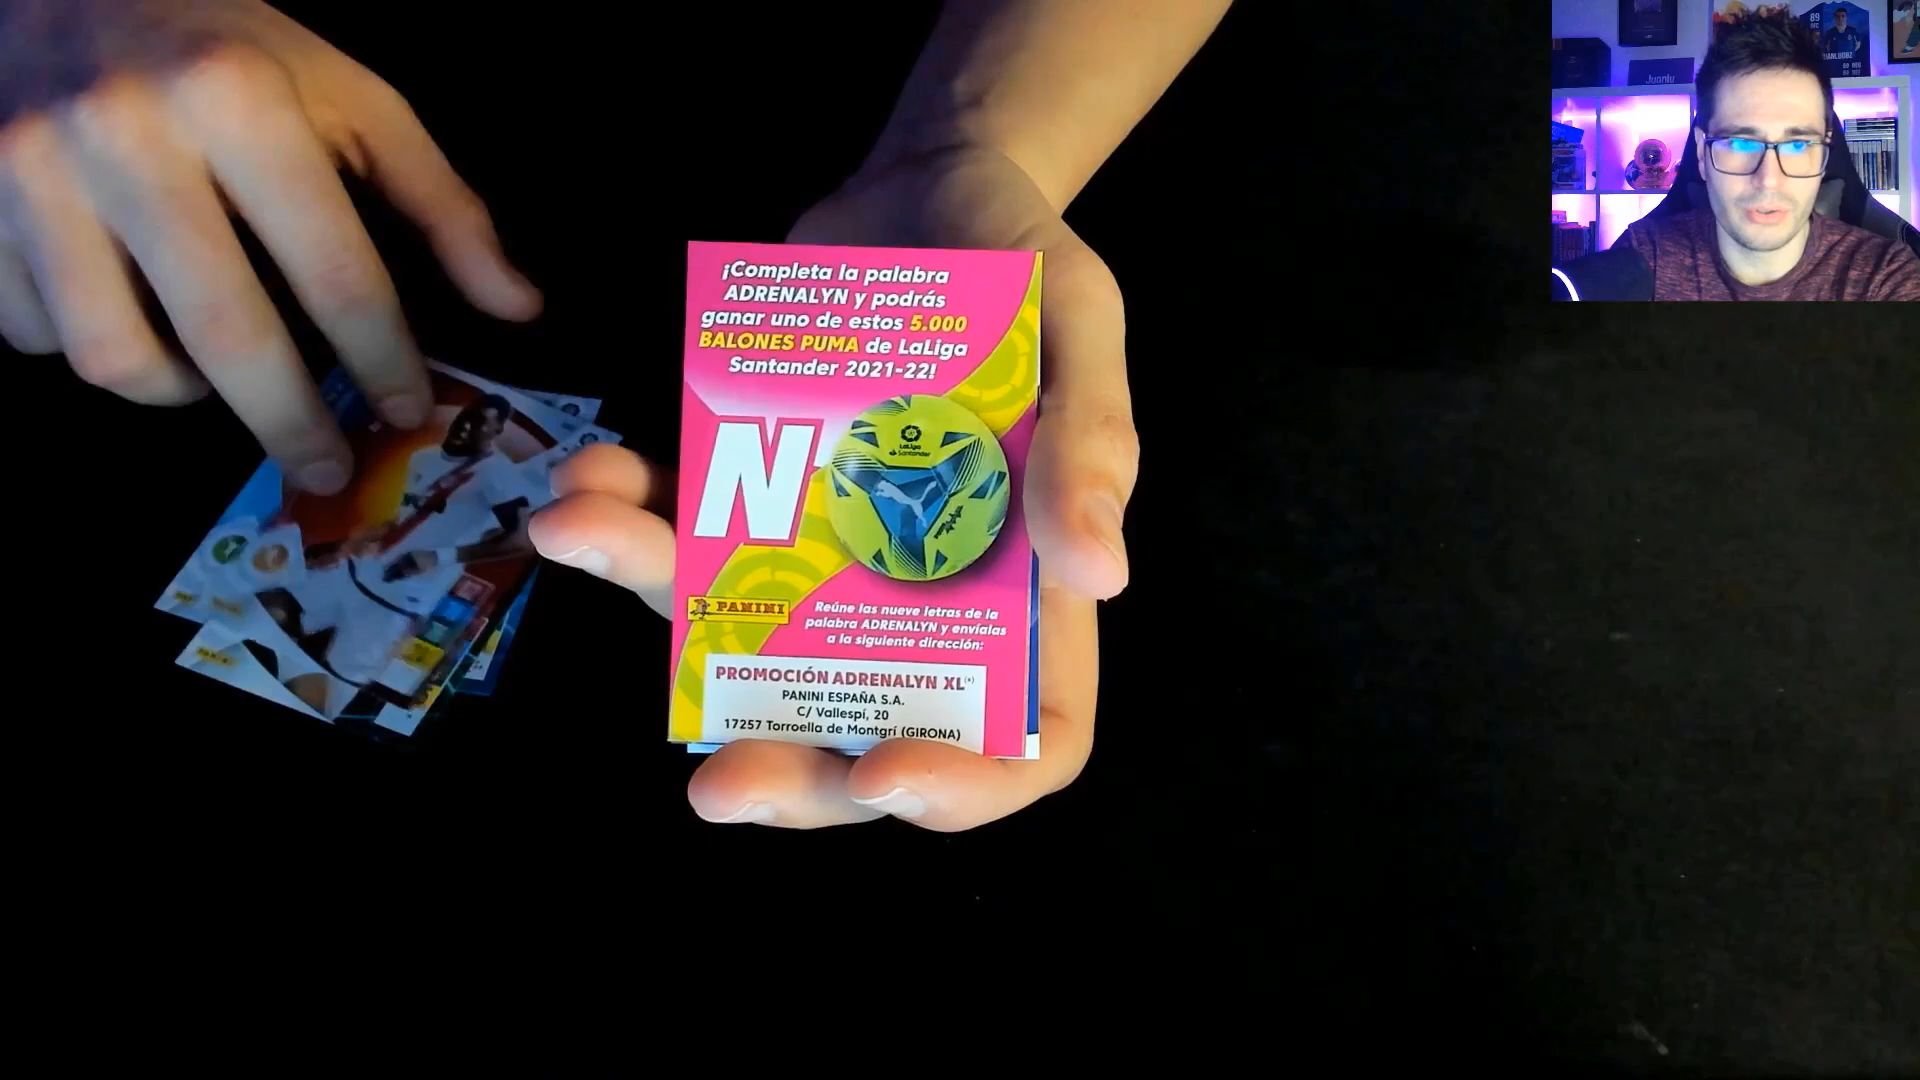 ¡Completa la palabra
ADRENALYN y podrás
ganar uno de estos 5.000
BALONES PUMA de LaLiga
Santander 2021-22!
N
LaLiga
Santander
PANINI
Reúne las nueve letras de la
palabra ADRENALYN y envíalas
a la siguiente dirección:
PROMOCIÓN ADRENALYN XL(*)
PANINI ESPAÑA S.A.
C/ Vallespí, 20
17257 Torroella de Montgrí (GIRONA)
Juanlu
89